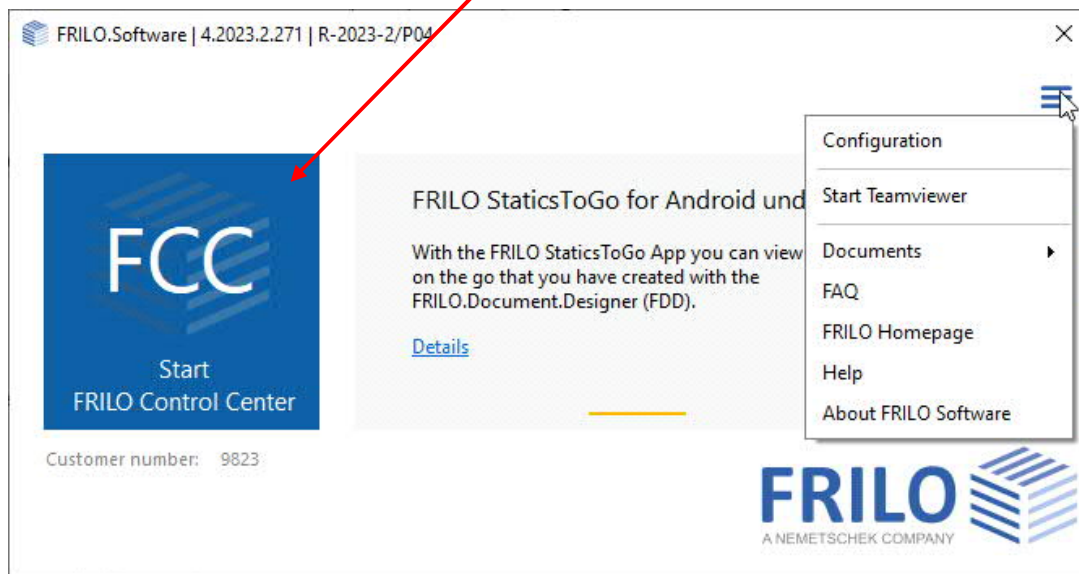 FRILO.Software | 4.2023.2.271 | R-2023-2/P04
FCC
Start
FRILO Control Center
FRILO StaticsToGo for Android und
With the FRILO StaticsToGo App you can view
on the go that you have created with the
FRILO.Document.Designer (FDD).
Details
Configuration
Start Teamviewer
Documents
FAQ
FRILO Homepage
Help
About FRILO Software
Customer number: 9823
FRILO
A NEMETSCHEK COMPANY